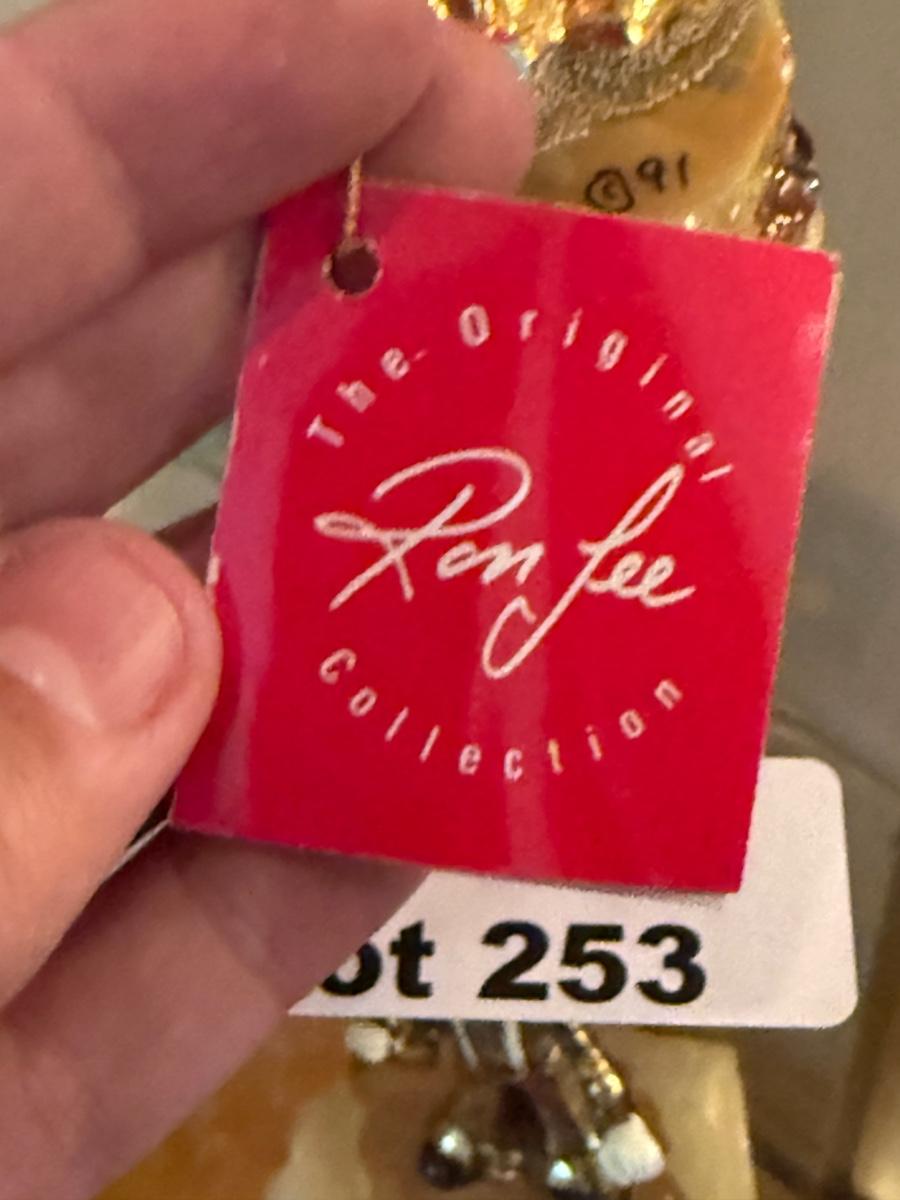 ©91
The Original
Ron Lee
Collection
ot 253